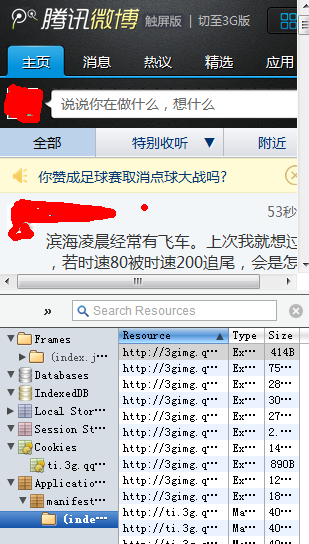 腾讯微博 触屏版 | 切至3G版
主页 消息 热议 精选 应用
说说你在做什么，想什么
全部 特别收听 ▼ 附近
你赞成足球赛取消点球大战吗?
53秒
滨海凌晨经常有飞车。上次我就想过
，若时速80被时速200追尾，会是怎
» Search Resources
Frames
(index.j…
Databases
IndexedDB
Local Stor…
Session St…
Cookies
ti.3g.qq…
Applicatio…
manifest…
(inde…
Resource Type Size
http://3gimg.q… Ex… 414B
http://3gimg.q… Ex… 75…
http://3gimg.q… Ex… 28…
http://3gimg.q… Ex… 30…
http://3gimg.q… Ex… 27…
http://3gimg.q… Ex… 2.…
http://3gimg.q… Ex… 14…
http://3gimg.q… Ex… 890B
http://3gimg.q… Ex… 12…
http://3gimg.q… Ex… 18…
http://ti.3g.q… Ma… 40…
http://ti.3g.q… Ma… 40…
http://ti.3g.q… Ma… 40…